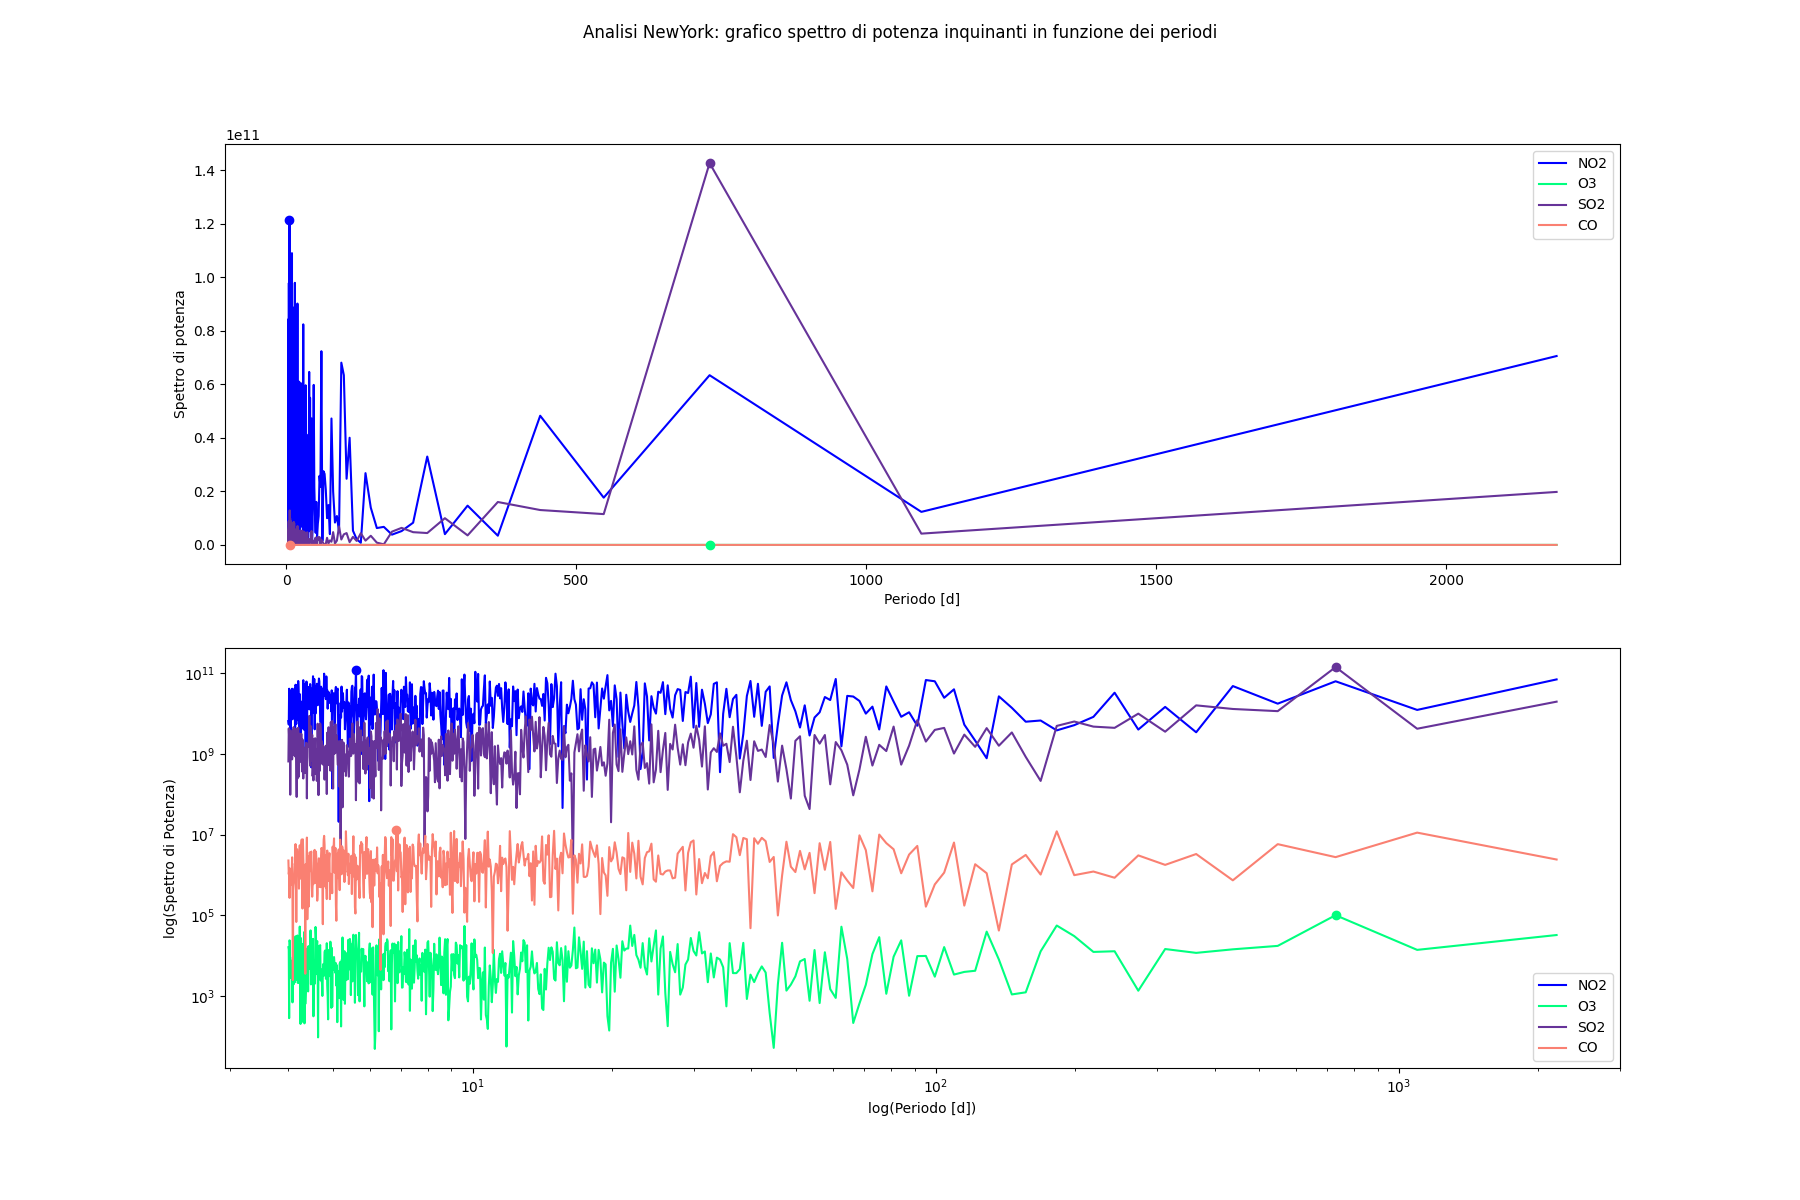 Analisi NewYork: grafico spettro di potenza inquinanti in funzione dei periodi
1e11
1.4
1.2
1.0
0.8
0.6
0.4
0.2
0.0
Spettro di potenza
NO2
O3
SO2
CO
0 500 1000 1500 2000
Periodo [d]
10^11
10^9
10^7
10^5
10^3
log(Spettro di Potenza)
NO2
O3
SO2
CO
10^1 10^2 10^3
log(Periodo [d])